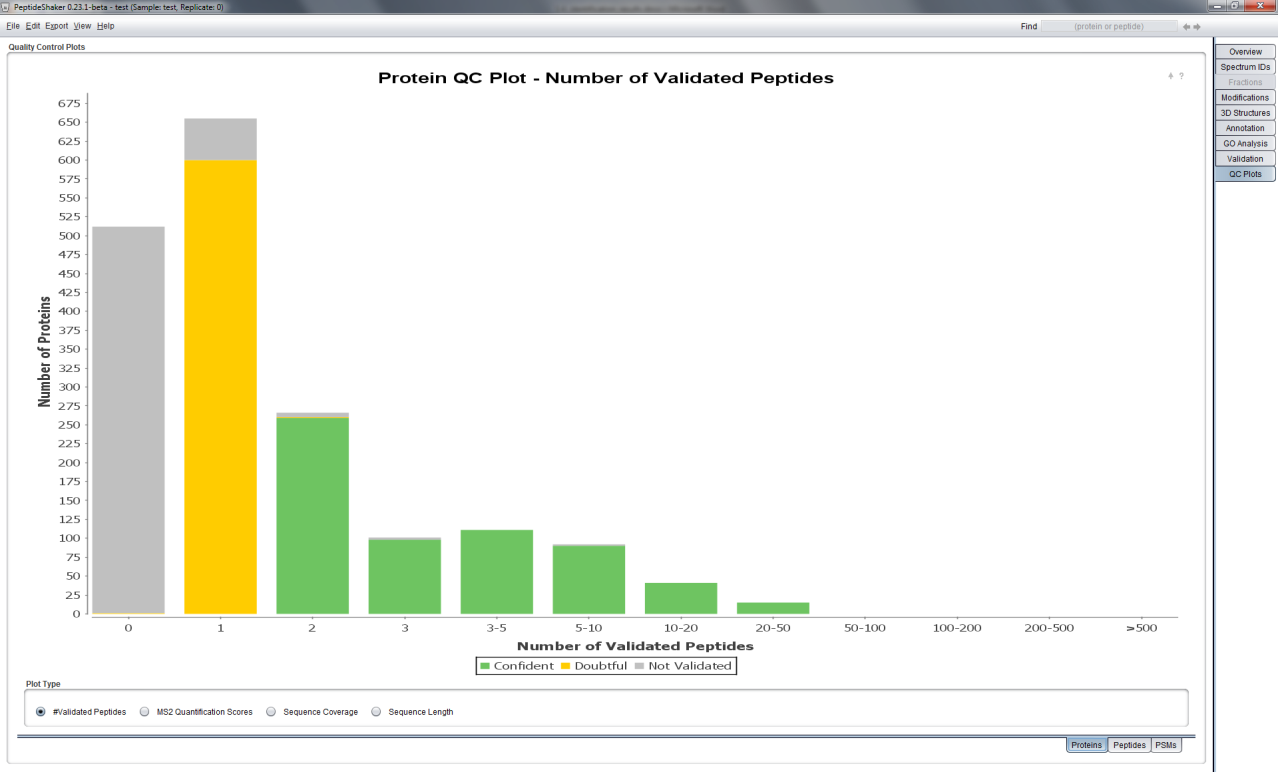 PeptideShaker 0.23.1-beta - test (Sample: test, Replicate: 0)
File Edit Export View Help
Find (protein or peptide)
Quality Control Plots
Overview
Spectrum IDs
Fractions
Modifications
3D Structures
Annotation
GO Analysis
Validation
QC Plots
Protein QC Plot - Number of Validated Peptides
?
Number of Proteins
675
650
625
600
575
550
525
500
475
450
425
400
375
350
325
300
275
250
225
200
175
150
125
100
75
50
25
0
0 1 2 3 3-5 5-10 10-20 20-50 50-100 100-200 200-500 >500
Number of Validated Peptides
Confident Doubtful Not Validated
Plot Type
#Validated Peptides MS2 Quantification Scores Sequence Coverage Sequence Length
Proteins Peptides PSMs